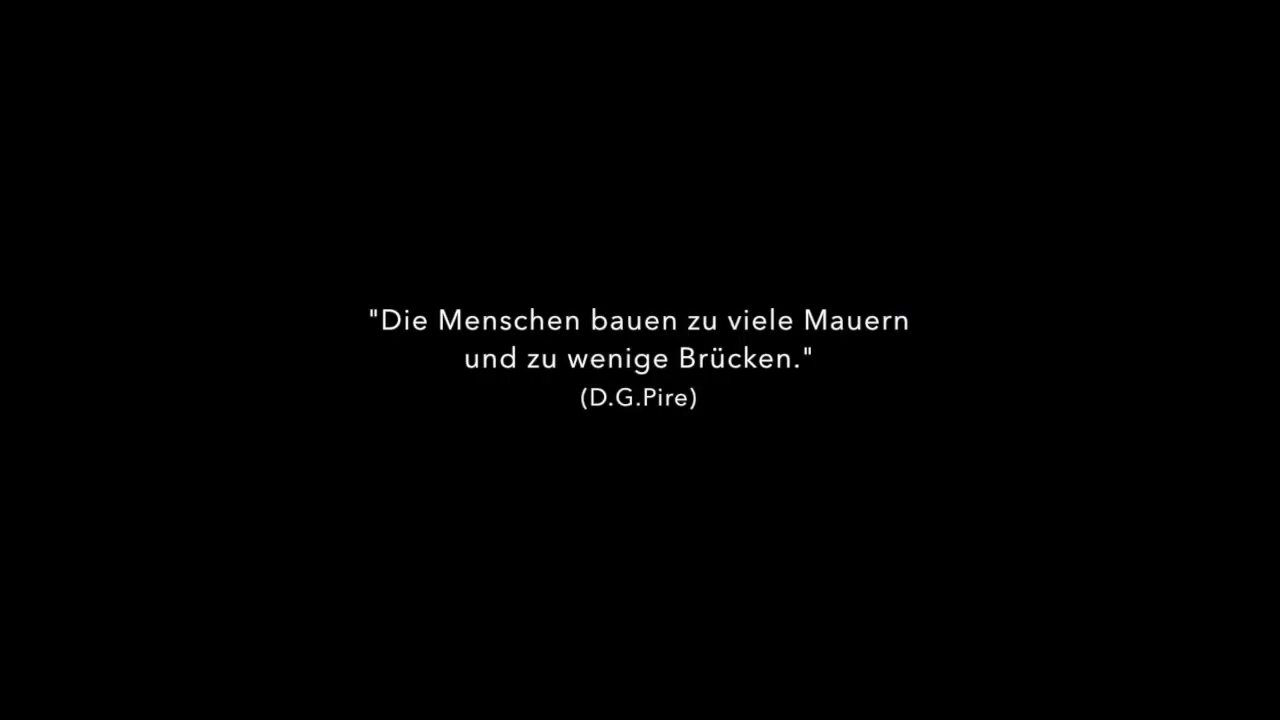 "Die Menschen bauen zu viele Mauern
und zu wenige Brücken."
(D.G.Pire)